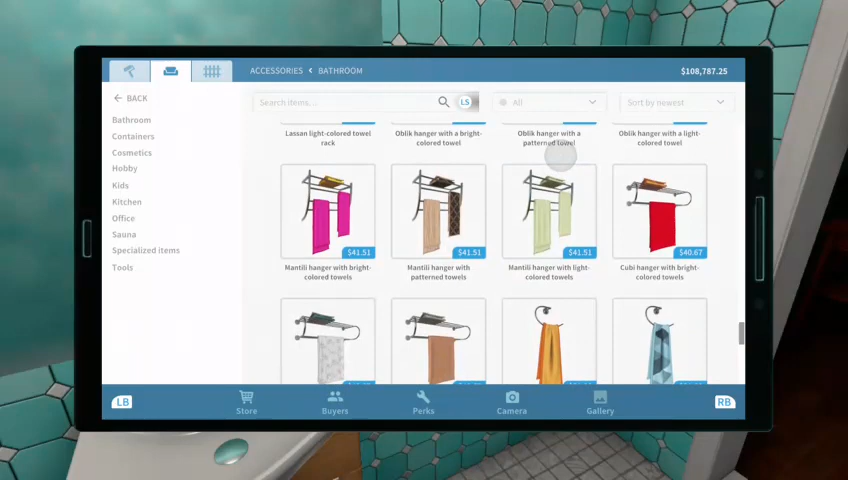 ACCESSORIES < BATHROOM
$108,787.25
BACK
Search items...
LS
All
Sort by newest
Bathroom
Containers
Cosmetics
Hobby
Kids
Kitchen
Office
Sauna
Specialized items
Tools
Lassan light-colored towel
rack
Oblik hanger with a bright-
colored towel
Oblik hanger with a
patterned towel
Oblik hanger with a light-
colored towel
$41.51
$41.51
$41.51
$40.67
Mantili hanger with bright-
colored towels
Mantili hanger with
patterned towels
Mantili hanger with light-
colored towels
Cubi hanger with bright-
colored towels
LB
Store
Buyers
Perks
Camera
Gallery
RB